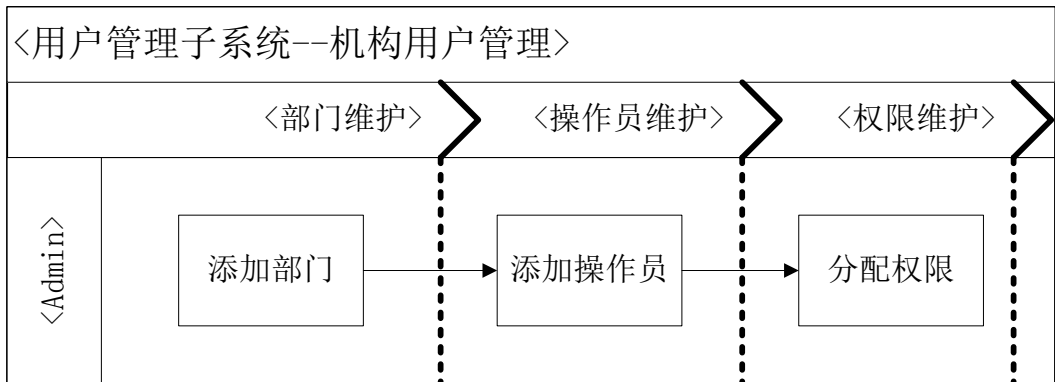 <用户管理子系统--机构用户管理>
<部门维护>
<操作员维护>
<权限维护>
<Admin>
添加部门
添加操作员
分配权限